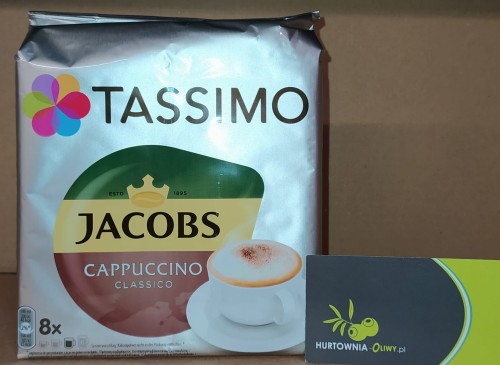 TASSIMO
ESTD 1895
JACOBS
CAPPUCCINO
CLASSICO
8x
HURTOWNIA-OLIWY.pl